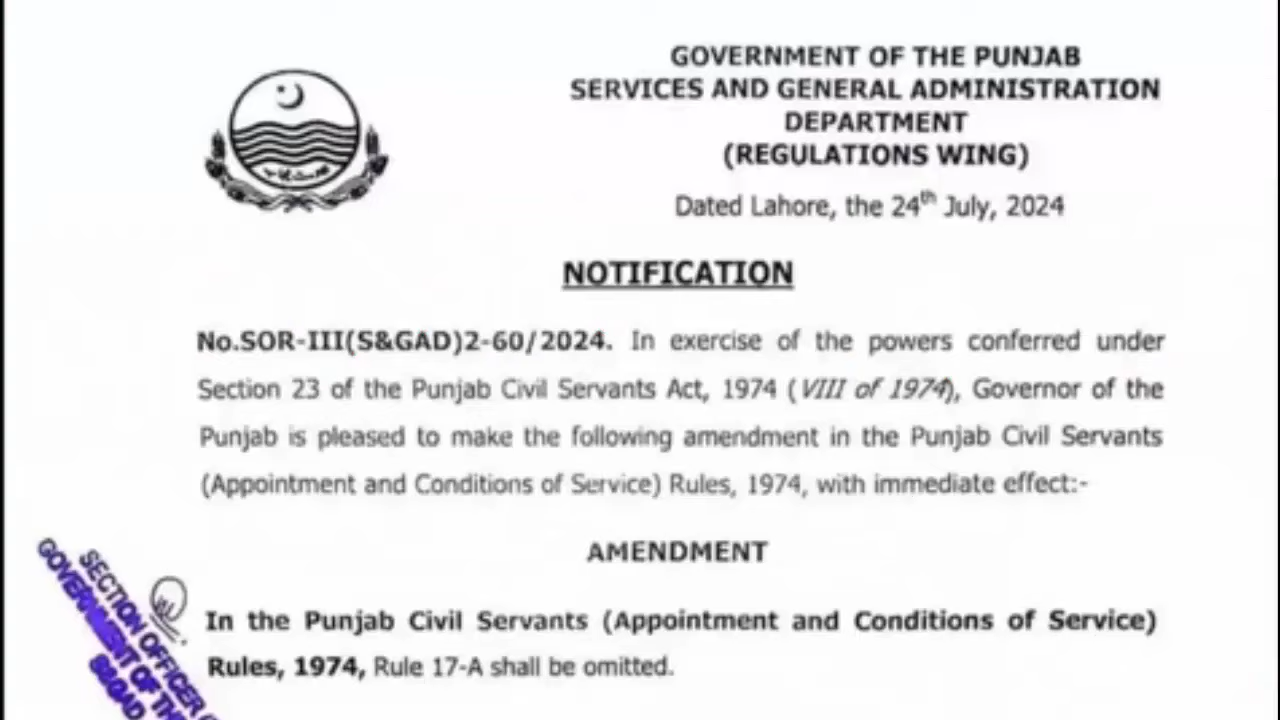 GOVERNMENT OF THE PUNJAB
SERVICES AND GENERAL ADMINISTRATION
DEPARTMENT
(REGULATIONS WING)
Dated Lahore, the 24th July, 2024
NOTIFICATION
No.SOR-III(S&GAD)2-60/2024. In exercise of the powers conferred under
Section 23 of the Punjab Civil Servants Act, 1974 (VIII of 1974), Governor of the
Punjab is pleased to make the following amendment in the Punjab Civil Servants
(Appointment and Conditions of Service) Rules, 1974, with immediate effect:-
AMENDMENT
In the Punjab Civil Servants (Appointment and Conditions of Service)
Rules, 1974, Rule 17-A shall be omitted.
SECTION OFFICER
GOVERNMENT OF THE
S&GAD